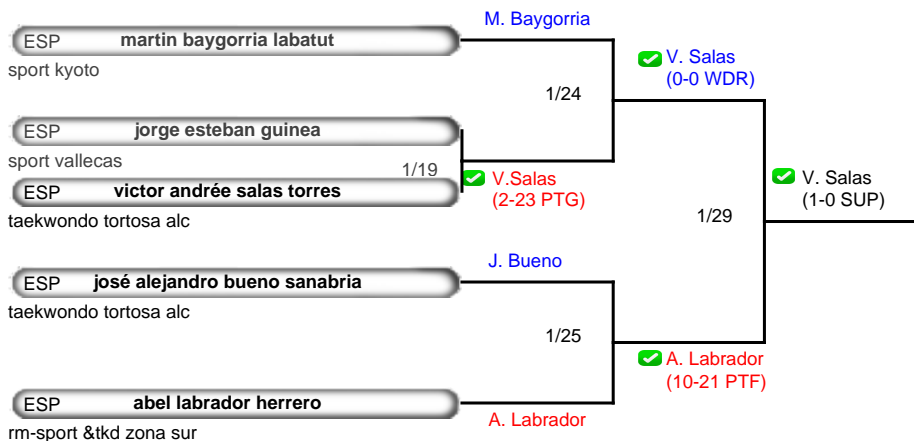 M. Baygorria
ESP martin baygorria labatut
sport kyoto
V. Salas
(0-0 WDR)
1/24
ESP jorge esteban guinea
sport vallecas
1/19
ESP victor andrée salas torres
taekwondo tortosa alc
V.Salas
(2-23 PTG)
V. Salas
(1-0 SUP)
1/29
J. Bueno
ESP josé alejandro bueno sanabria
taekwondo tortosa alc
1/25
A. Labrador
(10-21 PTF)
ESP abel labrador herrero
A. Labrador
rm-sport &tkd zona sur